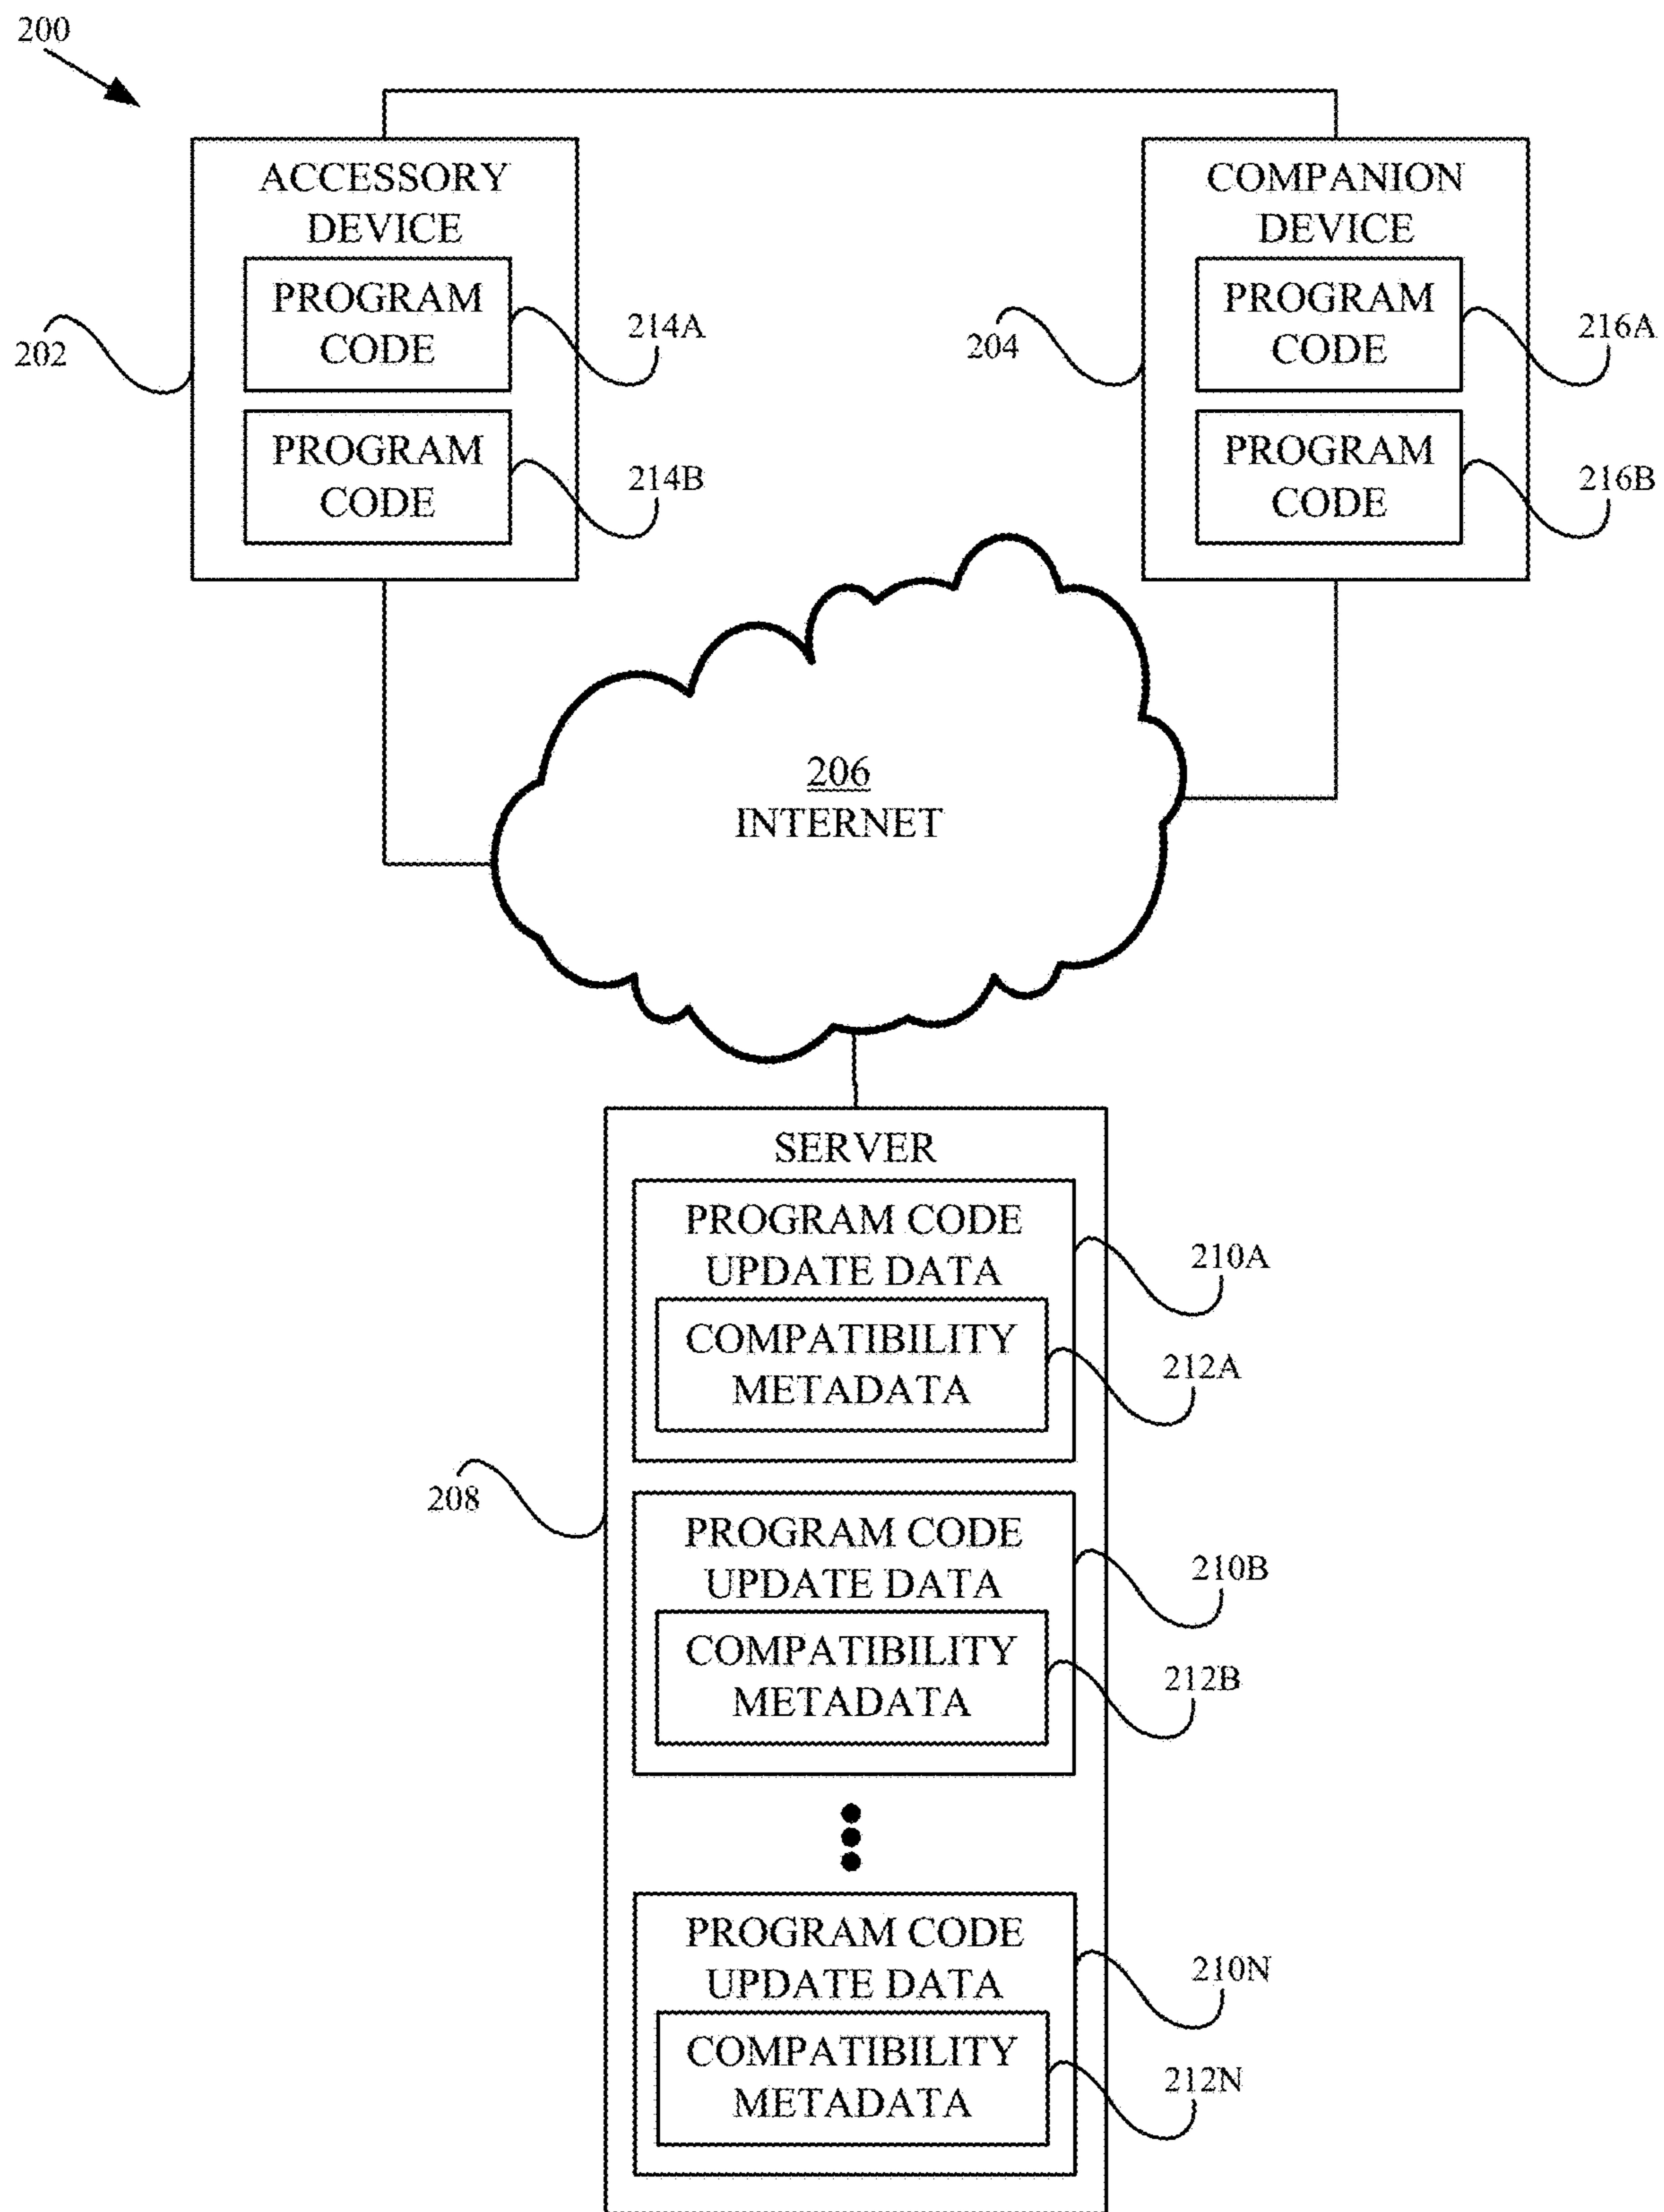 200
ACCESSORY
DEVICE
PROGRAM
CODE
214A
PROGRAM
CODE
214B
202
COMPANION
DEVICE
PROGRAM
CODE
216A
PROGRAM
CODE
216B
204
206
INTERNET
SERVER
PROGRAM CODE
UPDATE DATA
210A
COMPATIBILITY
METADATA
212A
208
PROGRAM CODE
UPDATE DATA
210B
COMPATIBILITY
METADATA
212B
PROGRAM CODE
UPDATE DATA
210N
COMPATIBILITY
METADATA
212N